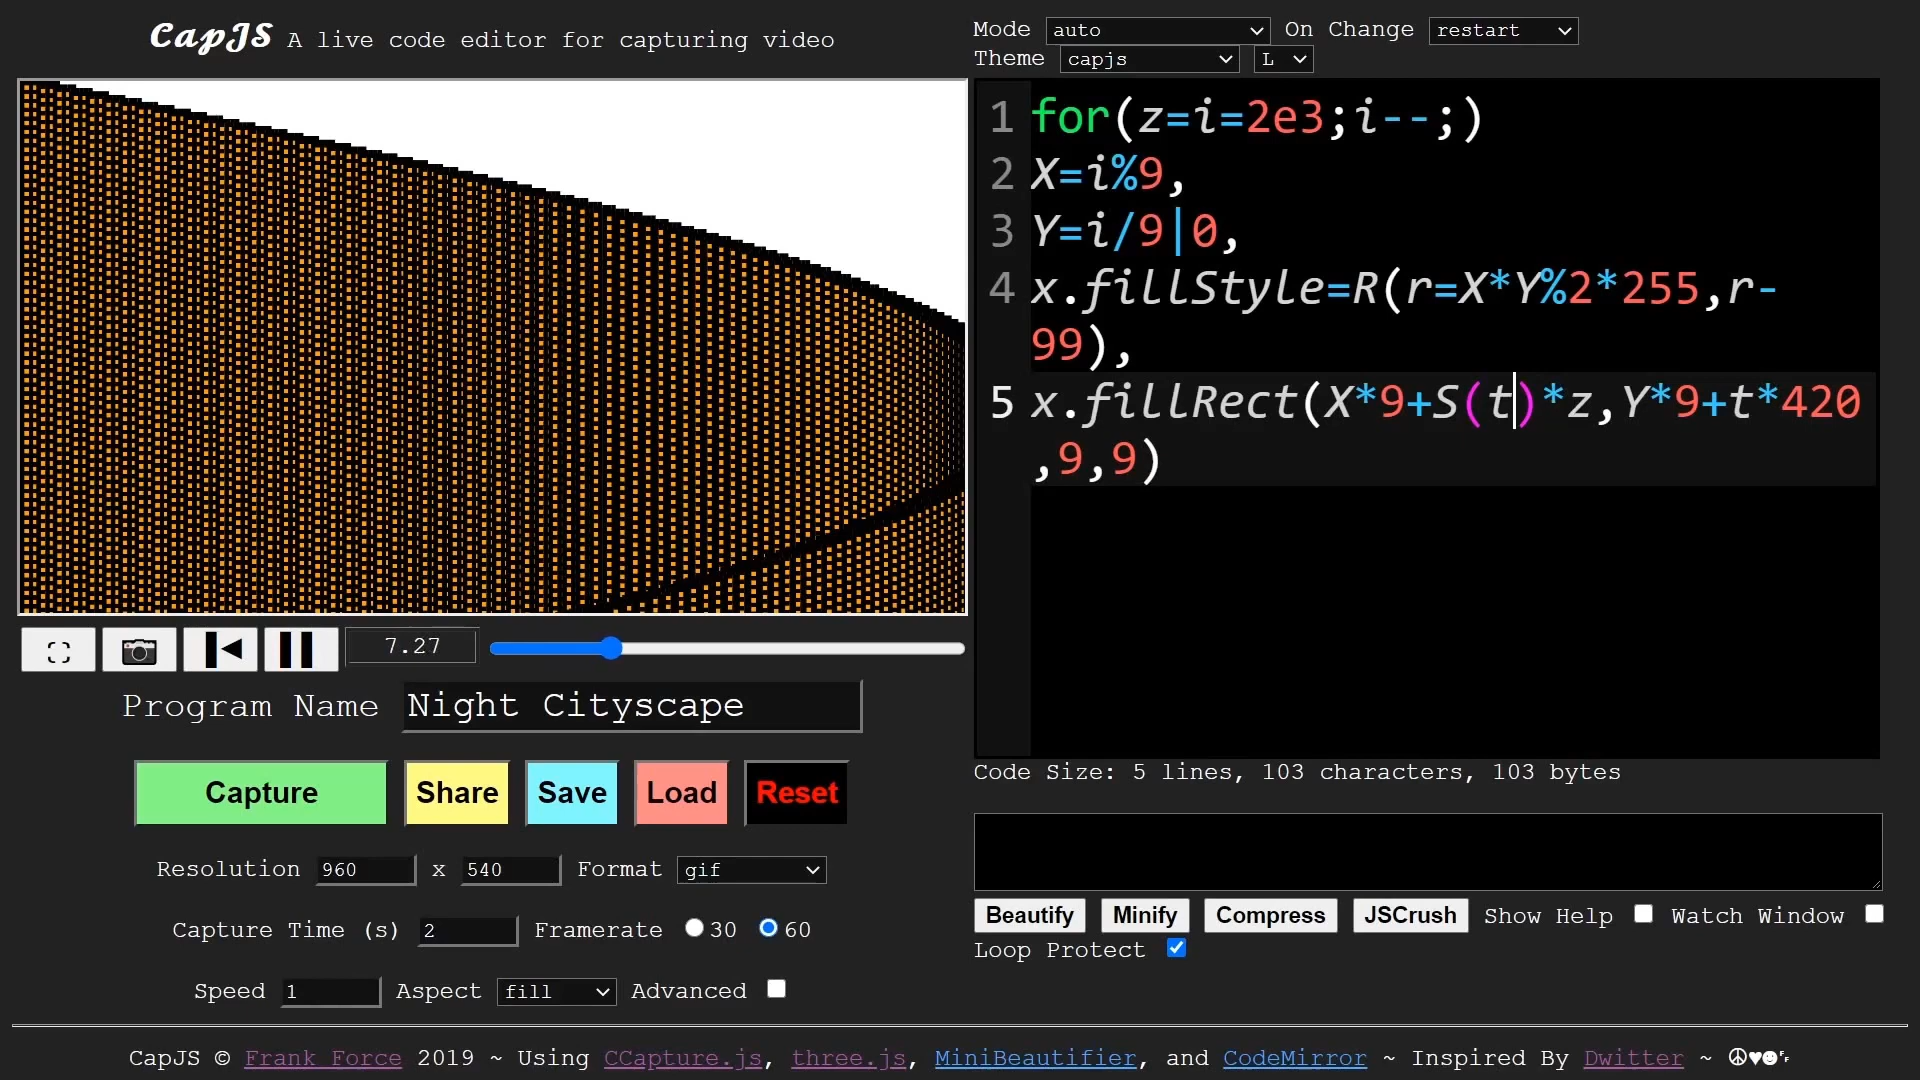 CapJS A live code editor for capturing video
Mode auto On Change restart
Theme capjs L
1 for(z=i=2e3;i--;)
2 X=i%9,
3 Y=i/9|0,
4 x.fillStyle=R(r=X*Y%2*255,r-
99),
5 x.fillRect(X*9+S(t)*z,Y*9+t*420
,9,9)
7.27
Program Name Night Cityscape
Capture Share Save Load Reset
Code Size: 5 lines, 103 characters, 103 bytes
Resolution 960 x 540 Format gif
Capture Time (s) 2 Framerate 30 60
Speed 1 Aspect fill Advanced
Beautify Minify Compress JSCrush Show Help Watch Window
Loop Protect
CapJS © Frank Force 2019 ~ Using CCapture.js, three.js, MiniBeautifier, and CodeMirror ~ Inspired By Dwitter ~